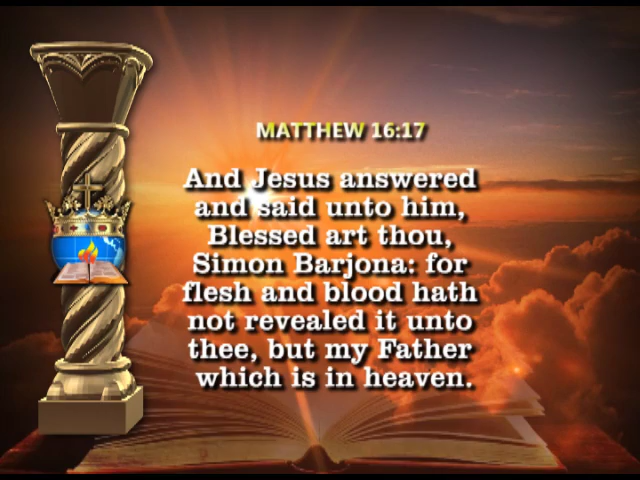 MATTHEW 16:17
And Jesus answered
and said unto him,
Blessed art thou,
Simon Barjona: for
flesh and blood hath
not revealed it unto
thee, but my Father
which is in heaven.